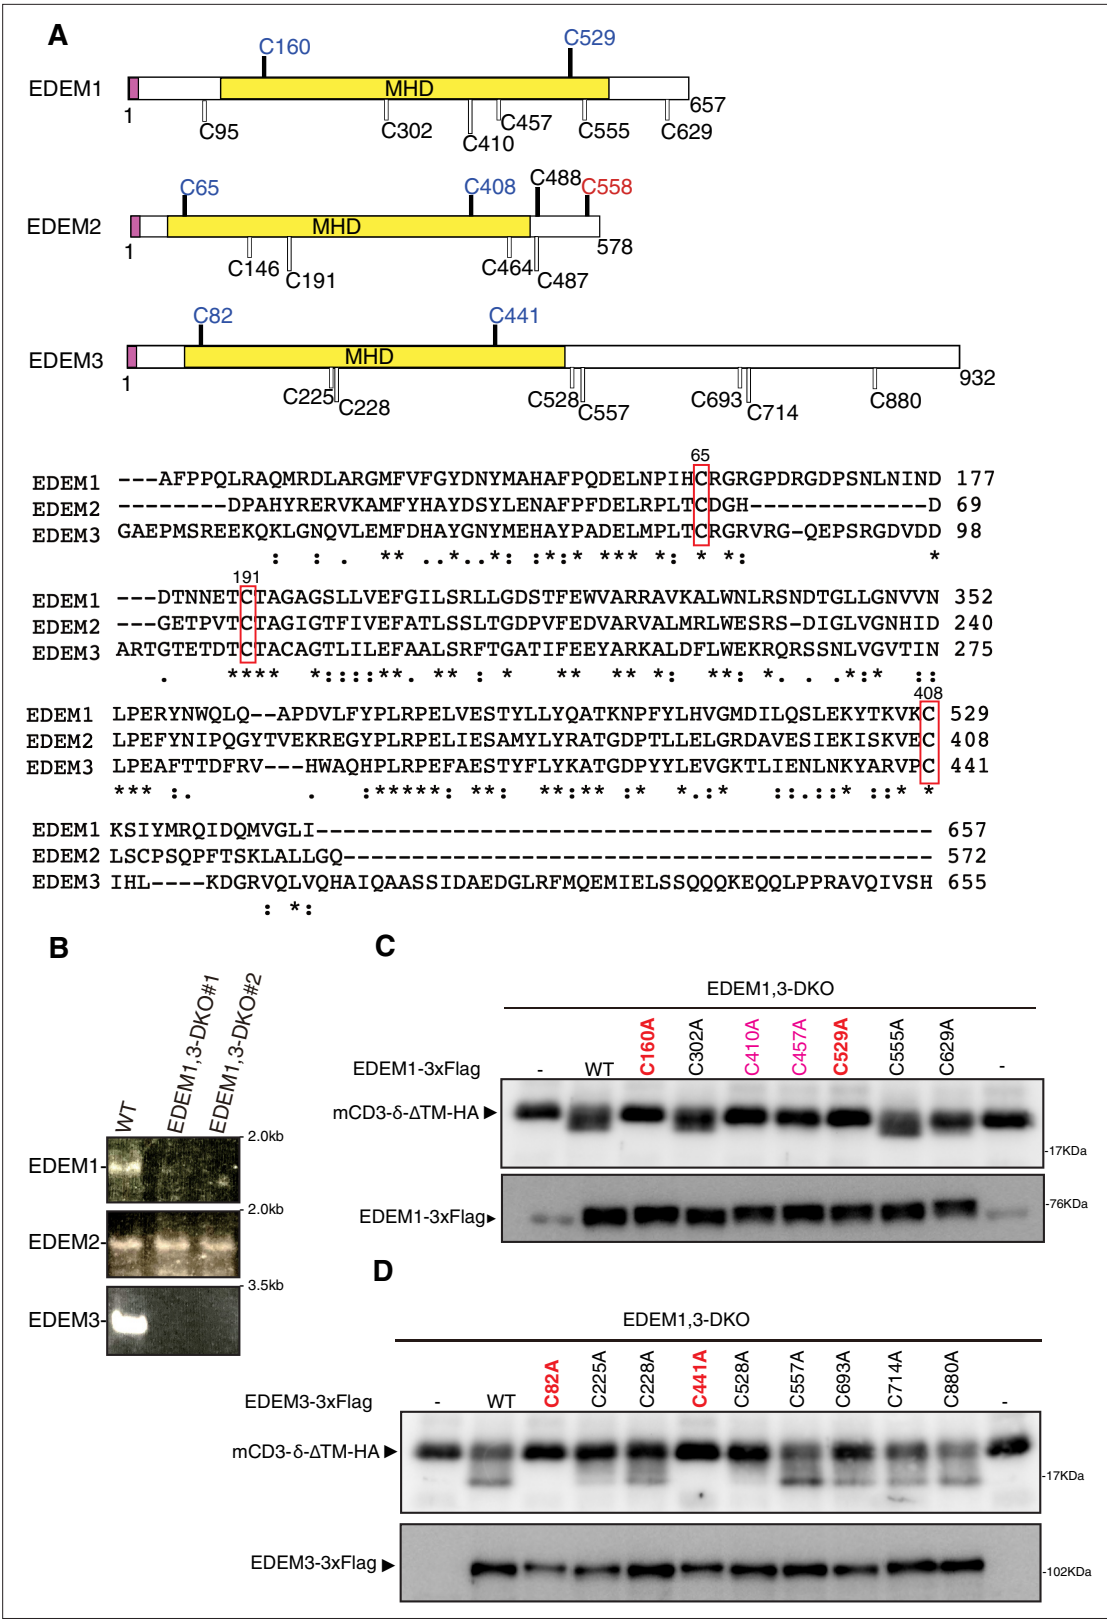 A
C160
C529
EDEM1
MHD
1
657
C95
C302
C410
C457
C555
C629
C65
C408
C488
C558
EDEM2
MHD
1
578
C146
C191
C464
C487
C82
C441
EDEM3
MHD
1
932
C225
C228
C528
C557
C693
C714
C880
65
EDEM1 ---AFPPQLRAQMRDLARGMFVFGYDNYMAHAFPQDELNPIHCRGRGPDRGDPSNLNIND 177
EDEM2 --------DPAHYRERVKAMFYHAYDSYLENAFPFDELRPLTCDGH-------------D 69
EDEM3 GAEPMSREEKQKLGNQVLEMFDHAYGNYMEHAYPADELMPLTCRGRVRG-QEPSRGDVDD 98
: : . ** *..*: :**:* *** *: * *: *
191
EDEM1 ---DTNNETCTAGAGSLLVEFGILSRLLGDSTFEWVARRAVKALWNLRSNDTGLLGNVVN 352
EDEM2 ---GETPVTCTAGIGTFIVEFATLSSLTGDPVFEDVARVALMRLWESRS-DIGLVGNHID 240
EDEM3 ARTGTETDTCTACAGTLILEFAALSRFTGATIFEEYARKALDFLWEKRQRSSNLVGVTIN 275
. **** *::::**. ** : * ** ** *: ** *. . .*:* ::
408
EDEM1 LPERYNWQLQ--APDVLFYPLRPELVESTYLLYQATKNPFYLHVGMDILQSLEKYTKVKC 529
EDEM2 LPEFYNIPQGYTVEKREGYPLRPELIESAMYLYRATGDPTLLELGRDAVESIEKISKVEC 408
EDEM3 LPEAFTTDFRV---HWAQHPLRPEFAESTYFLYKATGDPYYLEVGKTLIENLNKYARVPC 441
*** :. . :*****: **: **:** :* *.:* :*.::* ::* *
EDEM1 KSIYMRQIDQMVGLI--------------------------------------------- 657
EDEM2 LSCPSQPFTSKLALLGQ------------------------------------------- 572
EDEM3 IHL----KDGRVQLVQHAIQAASSIDAEDGLRFMQEMIELSSQQQKEQQLPPRAVQIVSH 655
: *:
B
WT
EDEM1,3-DKO#1
EDEM1,3-DKO#2
2.0kb
EDEM1-
2.0kb
EDEM2-
3.5kb
EDEM3-
C
EDEM1,3-DKO
EDEM1-3xFlag
- WT C160A C302A C410A C457A C529A C555A C629A -
mCD3-δ-ΔTM-HA
-17KDa
EDEM1-3xFlag
-76KDa
D
EDEM1,3-DKO
EDEM3-3xFlag
- WT C82A C225A C228A C441A C528A C557A C693A C714A C880A -
mCD3-δ-ΔTM-HA
-17KDa
EDEM3-3xFlag
-102KDa